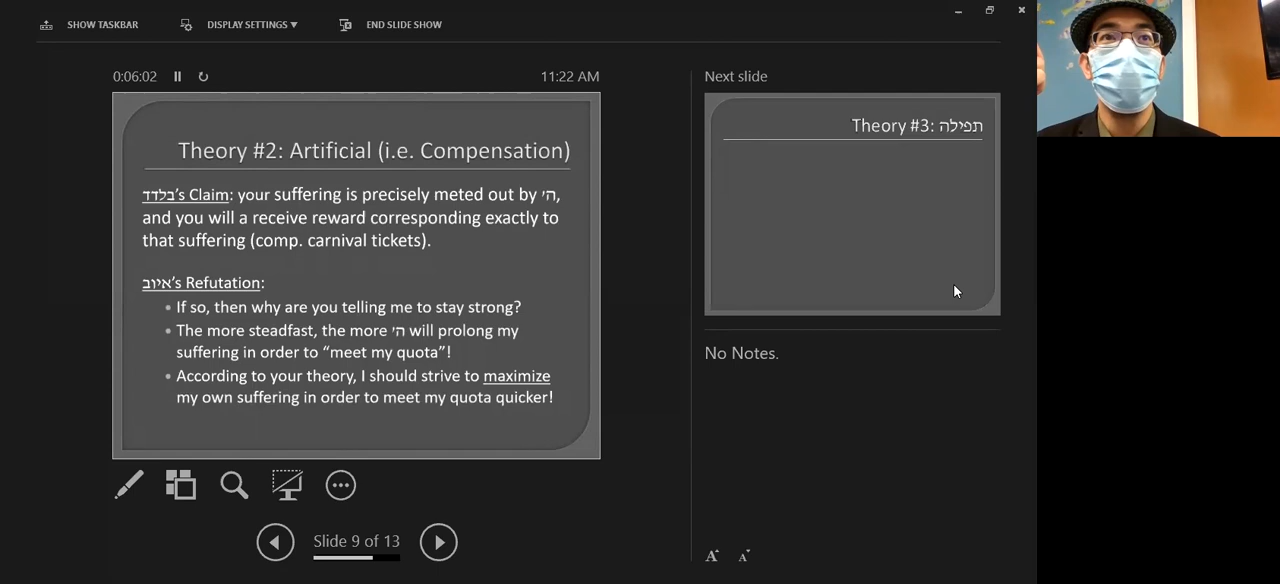 SHOW TASKBAR DISPLAY SETTINGS ▼ END SLIDE SHOW
0:06:02 11:22 AM
Theory #2: Artificial (i.e. Compensation)
בלדד's Claim: your suffering is precisely meted out by ה',
and you will a receive reward corresponding exactly to
that suffering (comp. carnival tickets).
איוב's Refutation:
• If so, then why are you telling me to stay strong?
• The more steadfast, the more ה' will prolong my
suffering in order to “meet my quota”!
• According to your theory, I should strive to maximize
my own suffering in order to meet my quota quicker!
Slide 9 of 13
Next slide
Theory #3: תפילה
No Notes.
A A